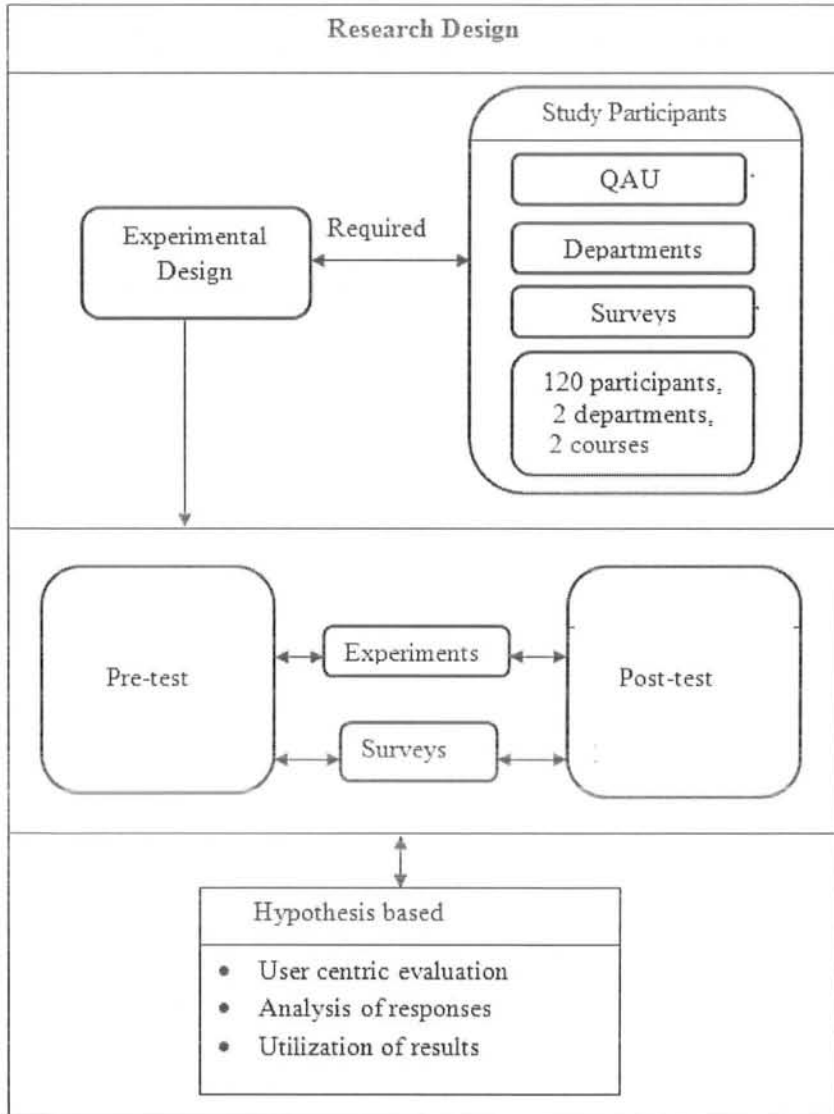 Research Design
Study Participants
QAU
Experimental
Design
Required
Departments
Surveys
120 participants,
2 departments,
2 courses
Pre-test
Experiments
Surveys
Post-test
Hypothesis based
• User centric evaluation
• Analysis of responses
• Utilization of results